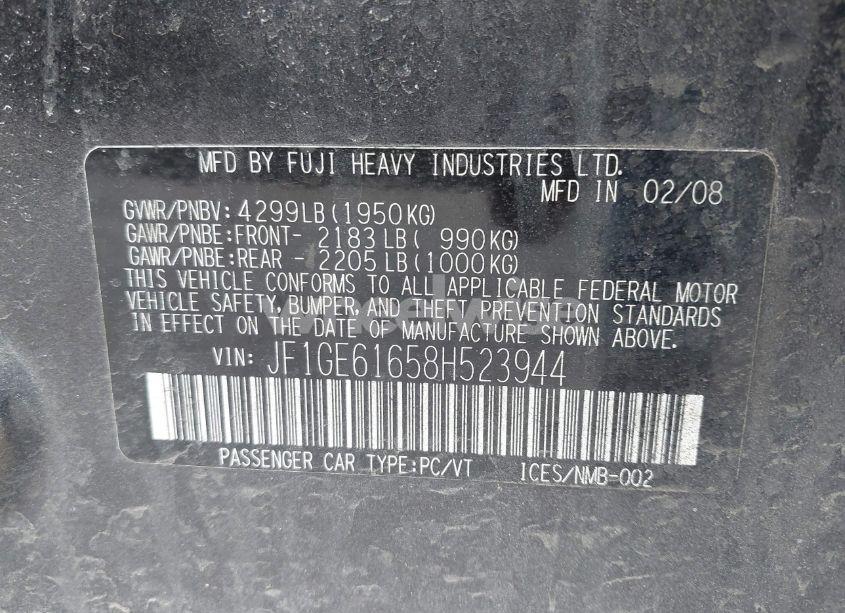 MFD BY FUJI HEAVY INDUSTRIES LTD.
MFD IN 02/08
GVWR/PNBV: 4299LB(1950KG)
GAWR/PNBE:FRONT- 2183LB( 990KG)
GAWR/PNBE:REAR - 2205LB(1000KG)
THIS VEHICLE CONFORMS TO ALL APPLICABLE FEDERAL MOTOR
VEHICLE SAFETY, BUMPER, AND THEFT PREVENTION STANDARDS
IN EFFECT ON THE DATE OF MANUFACTURE SHOWN ABOVE.
VIN: JF1GE61658H523944
PASSENGER CAR TYPE:PC/VT ICES/NMB-002